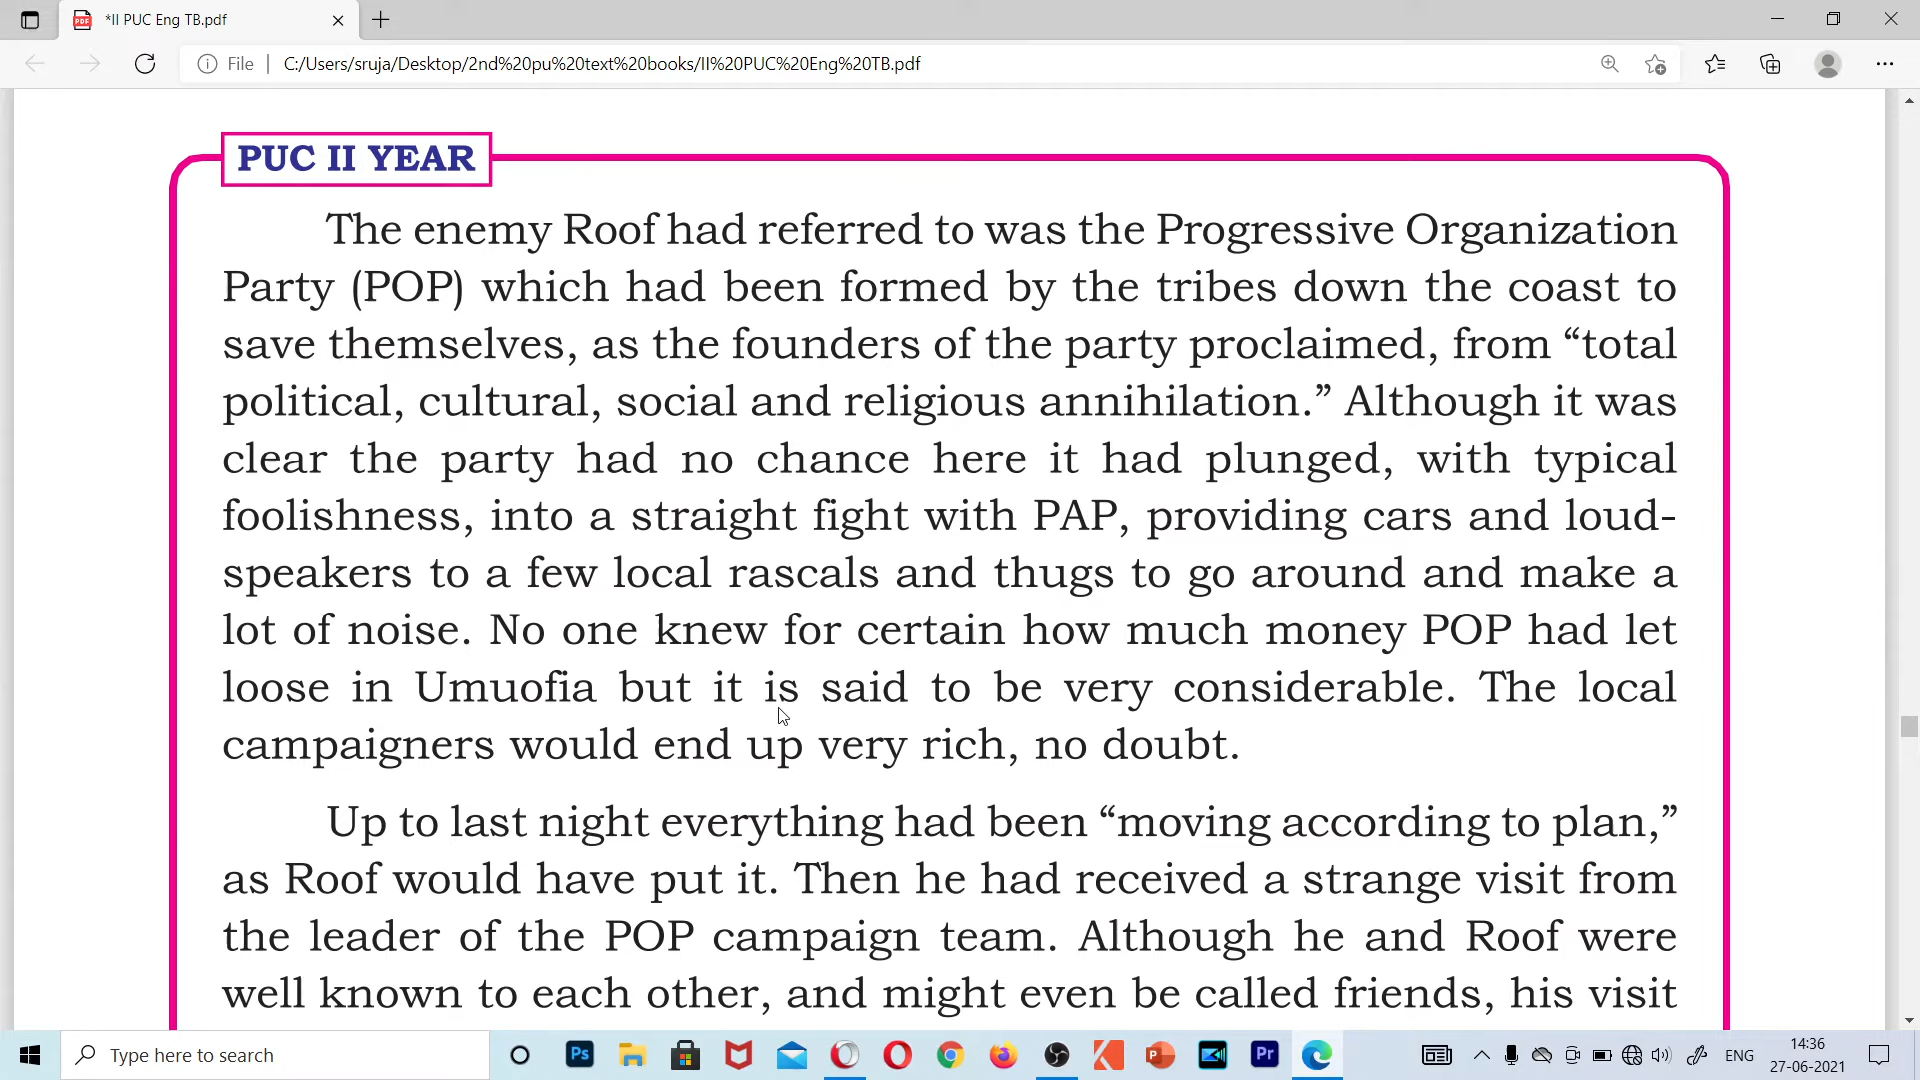 *II PUC Eng TB.pdf
File
C:/Users/sruja/Desktop/2nd%20pu%20text%20books/II%20PUC%20Eng%20TB.pdf
PUC II YEAR
The enemy Roof had referred to was the Progressive Organization
Party (POP) which had been formed by the tribes down the coast to
save themselves, as the founders of the party proclaimed, from “total
political, cultural, social and religious annihilation.” Although it was
clear the party had no chance here it had plunged, with typical
foolishness, into a straight fight with PAP, providing cars and loud-
speakers to a few local rascals and thugs to go around and make a
lot of noise. No one knew for certain how much money POP had let
loose in Umuofia but it is said to be very considerable. The local
campaigners would end up very rich, no doubt.
Up to last night everything had been “moving according to plan,”
as Roof would have put it. Then he had received a strange visit from
the leader of the POP campaign team. Although he and Roof were
well known to each other, and might even be called friends, his visit
Type here to search
Ps
Pr
ENG
14:36
27-06-2021